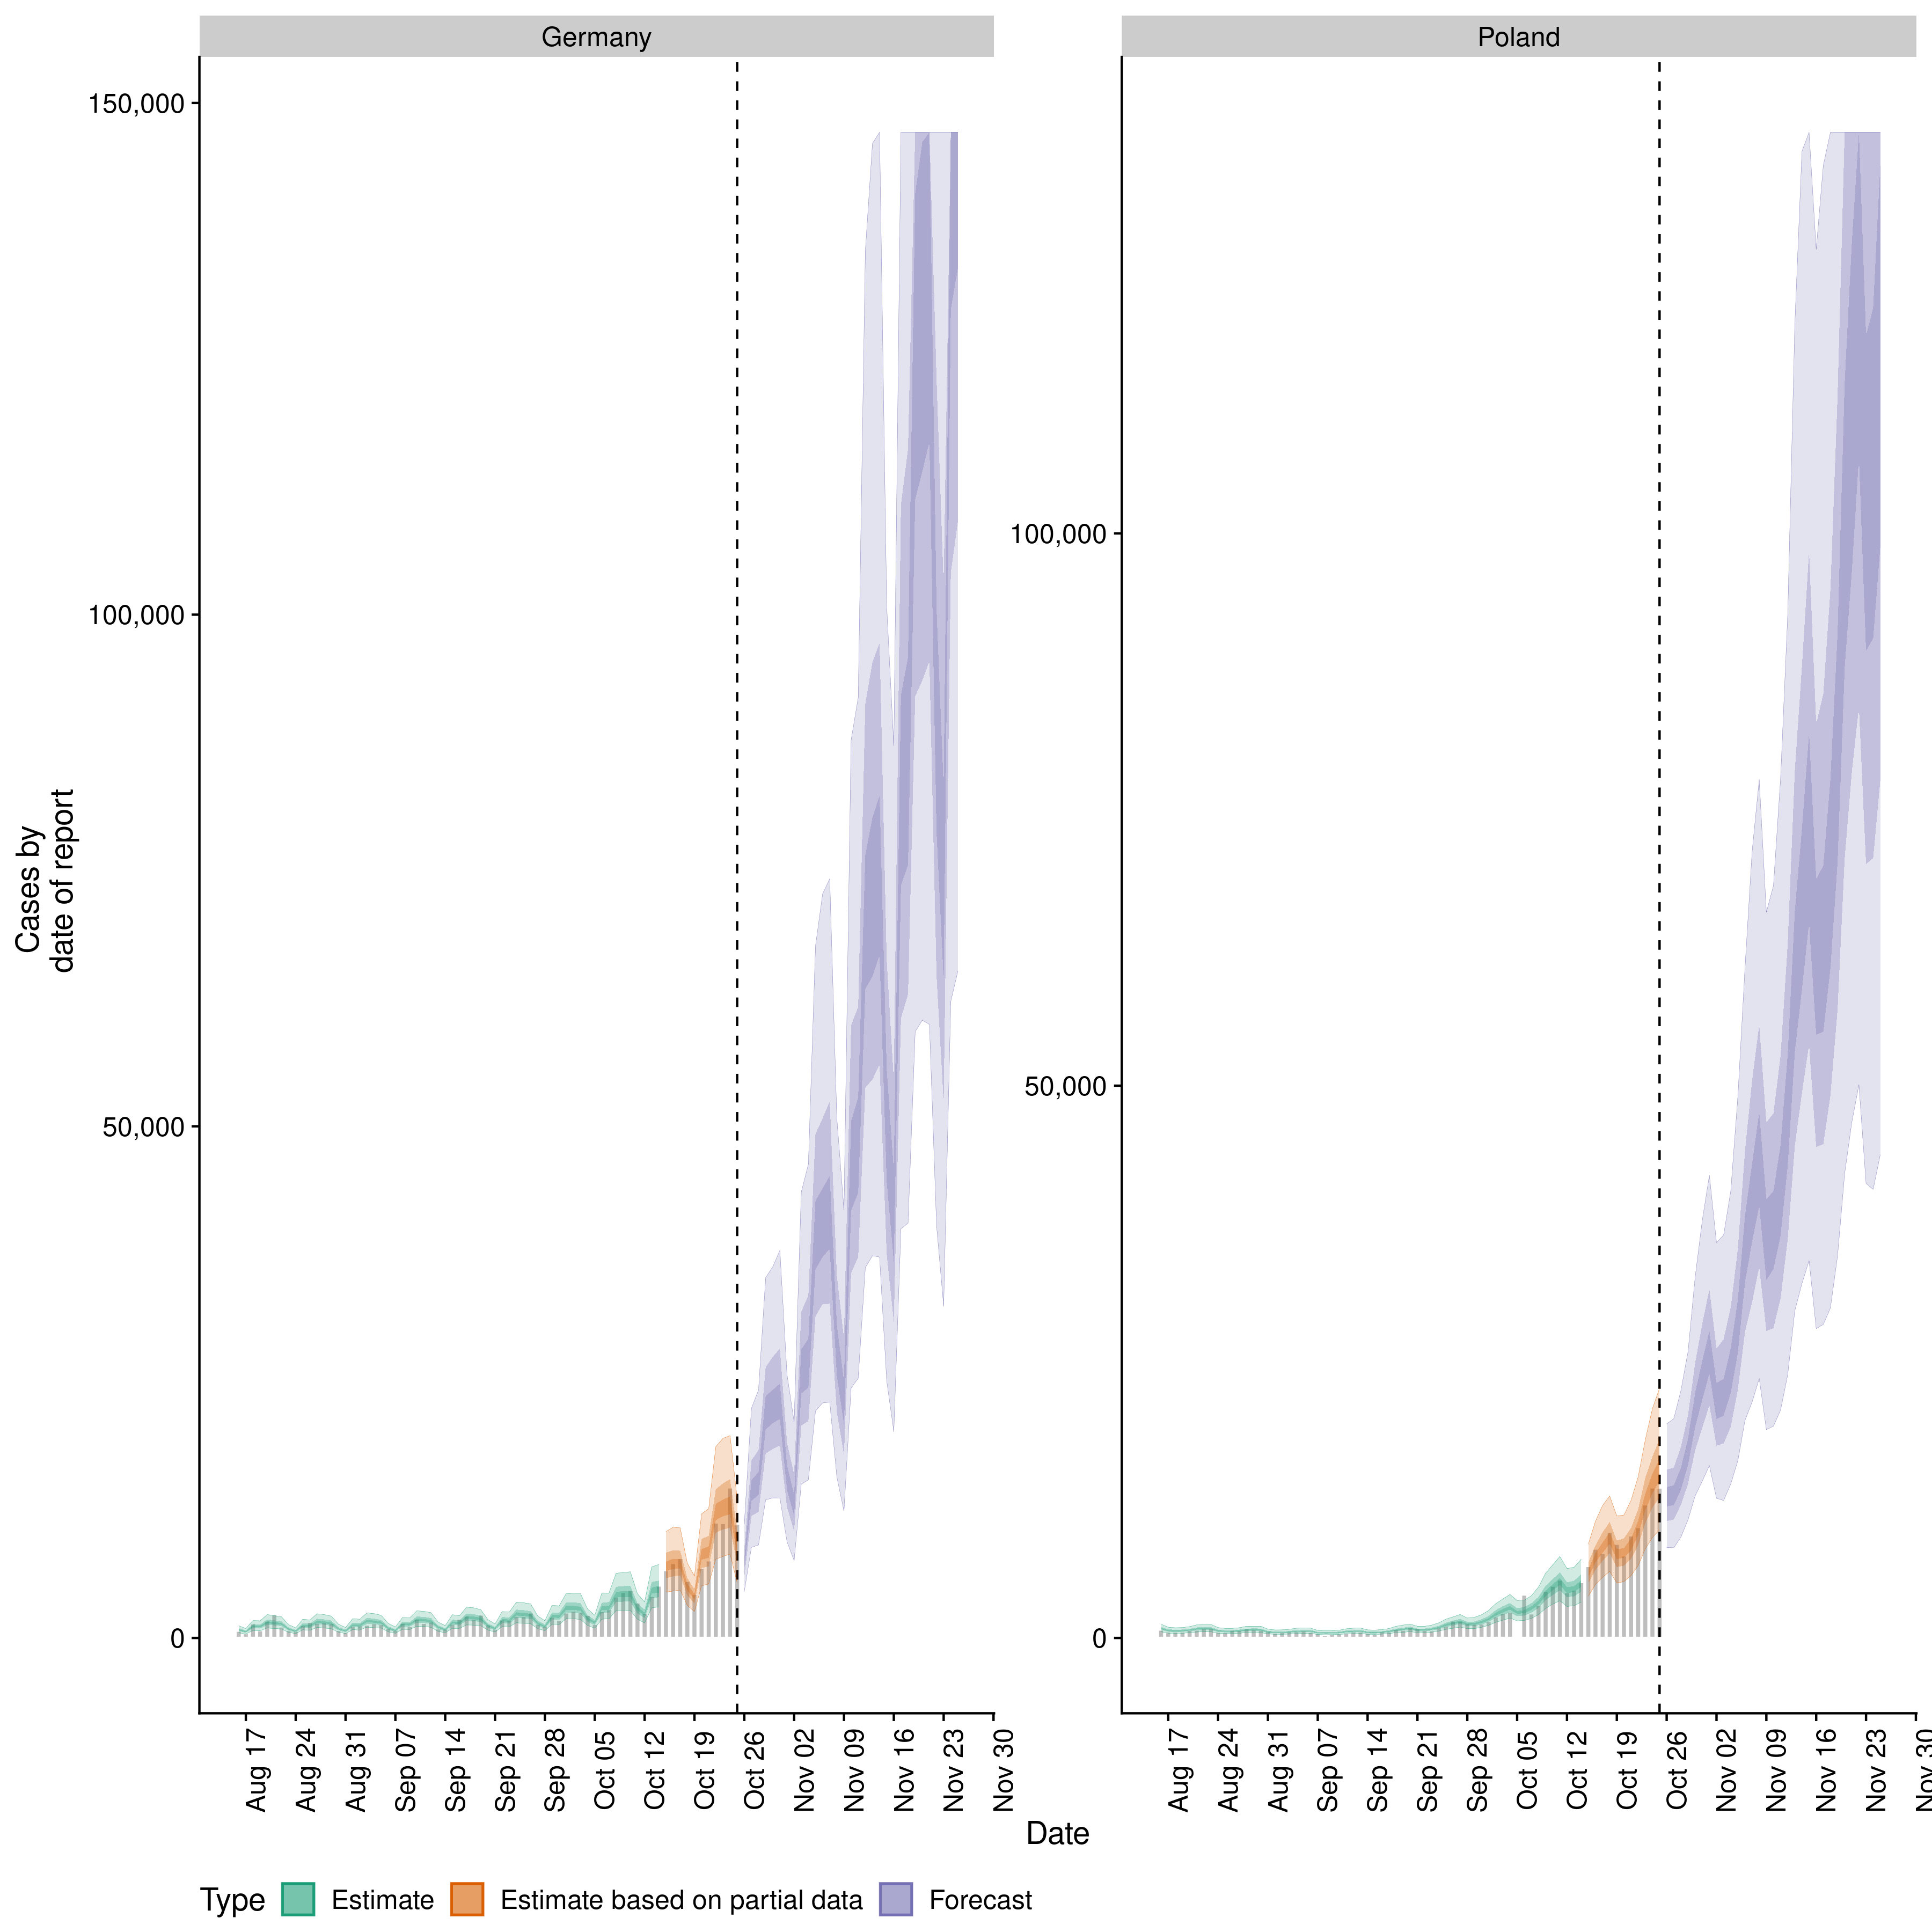 Germany
Poland
150,000
100,000
50,000
0
100,000
50,000
0
Cases by
date of report
Aug 17
Aug 24
Aug 31
Sep 07
Sep 14
Sep 21
Sep 28
Oct 05
Oct 12
Oct 19
Oct 26
Nov 02
Nov 09
Nov 16
Nov 23
Nov 30
Aug 17
Aug 24
Aug 31
Sep 07
Sep 14
Sep 21
Sep 28
Oct 05
Oct 12
Oct 19
Oct 26
Nov 02
Nov 09
Nov 16
Nov 23
Nov 30
Date
Type Estimate Estimate based on partial data Forecast